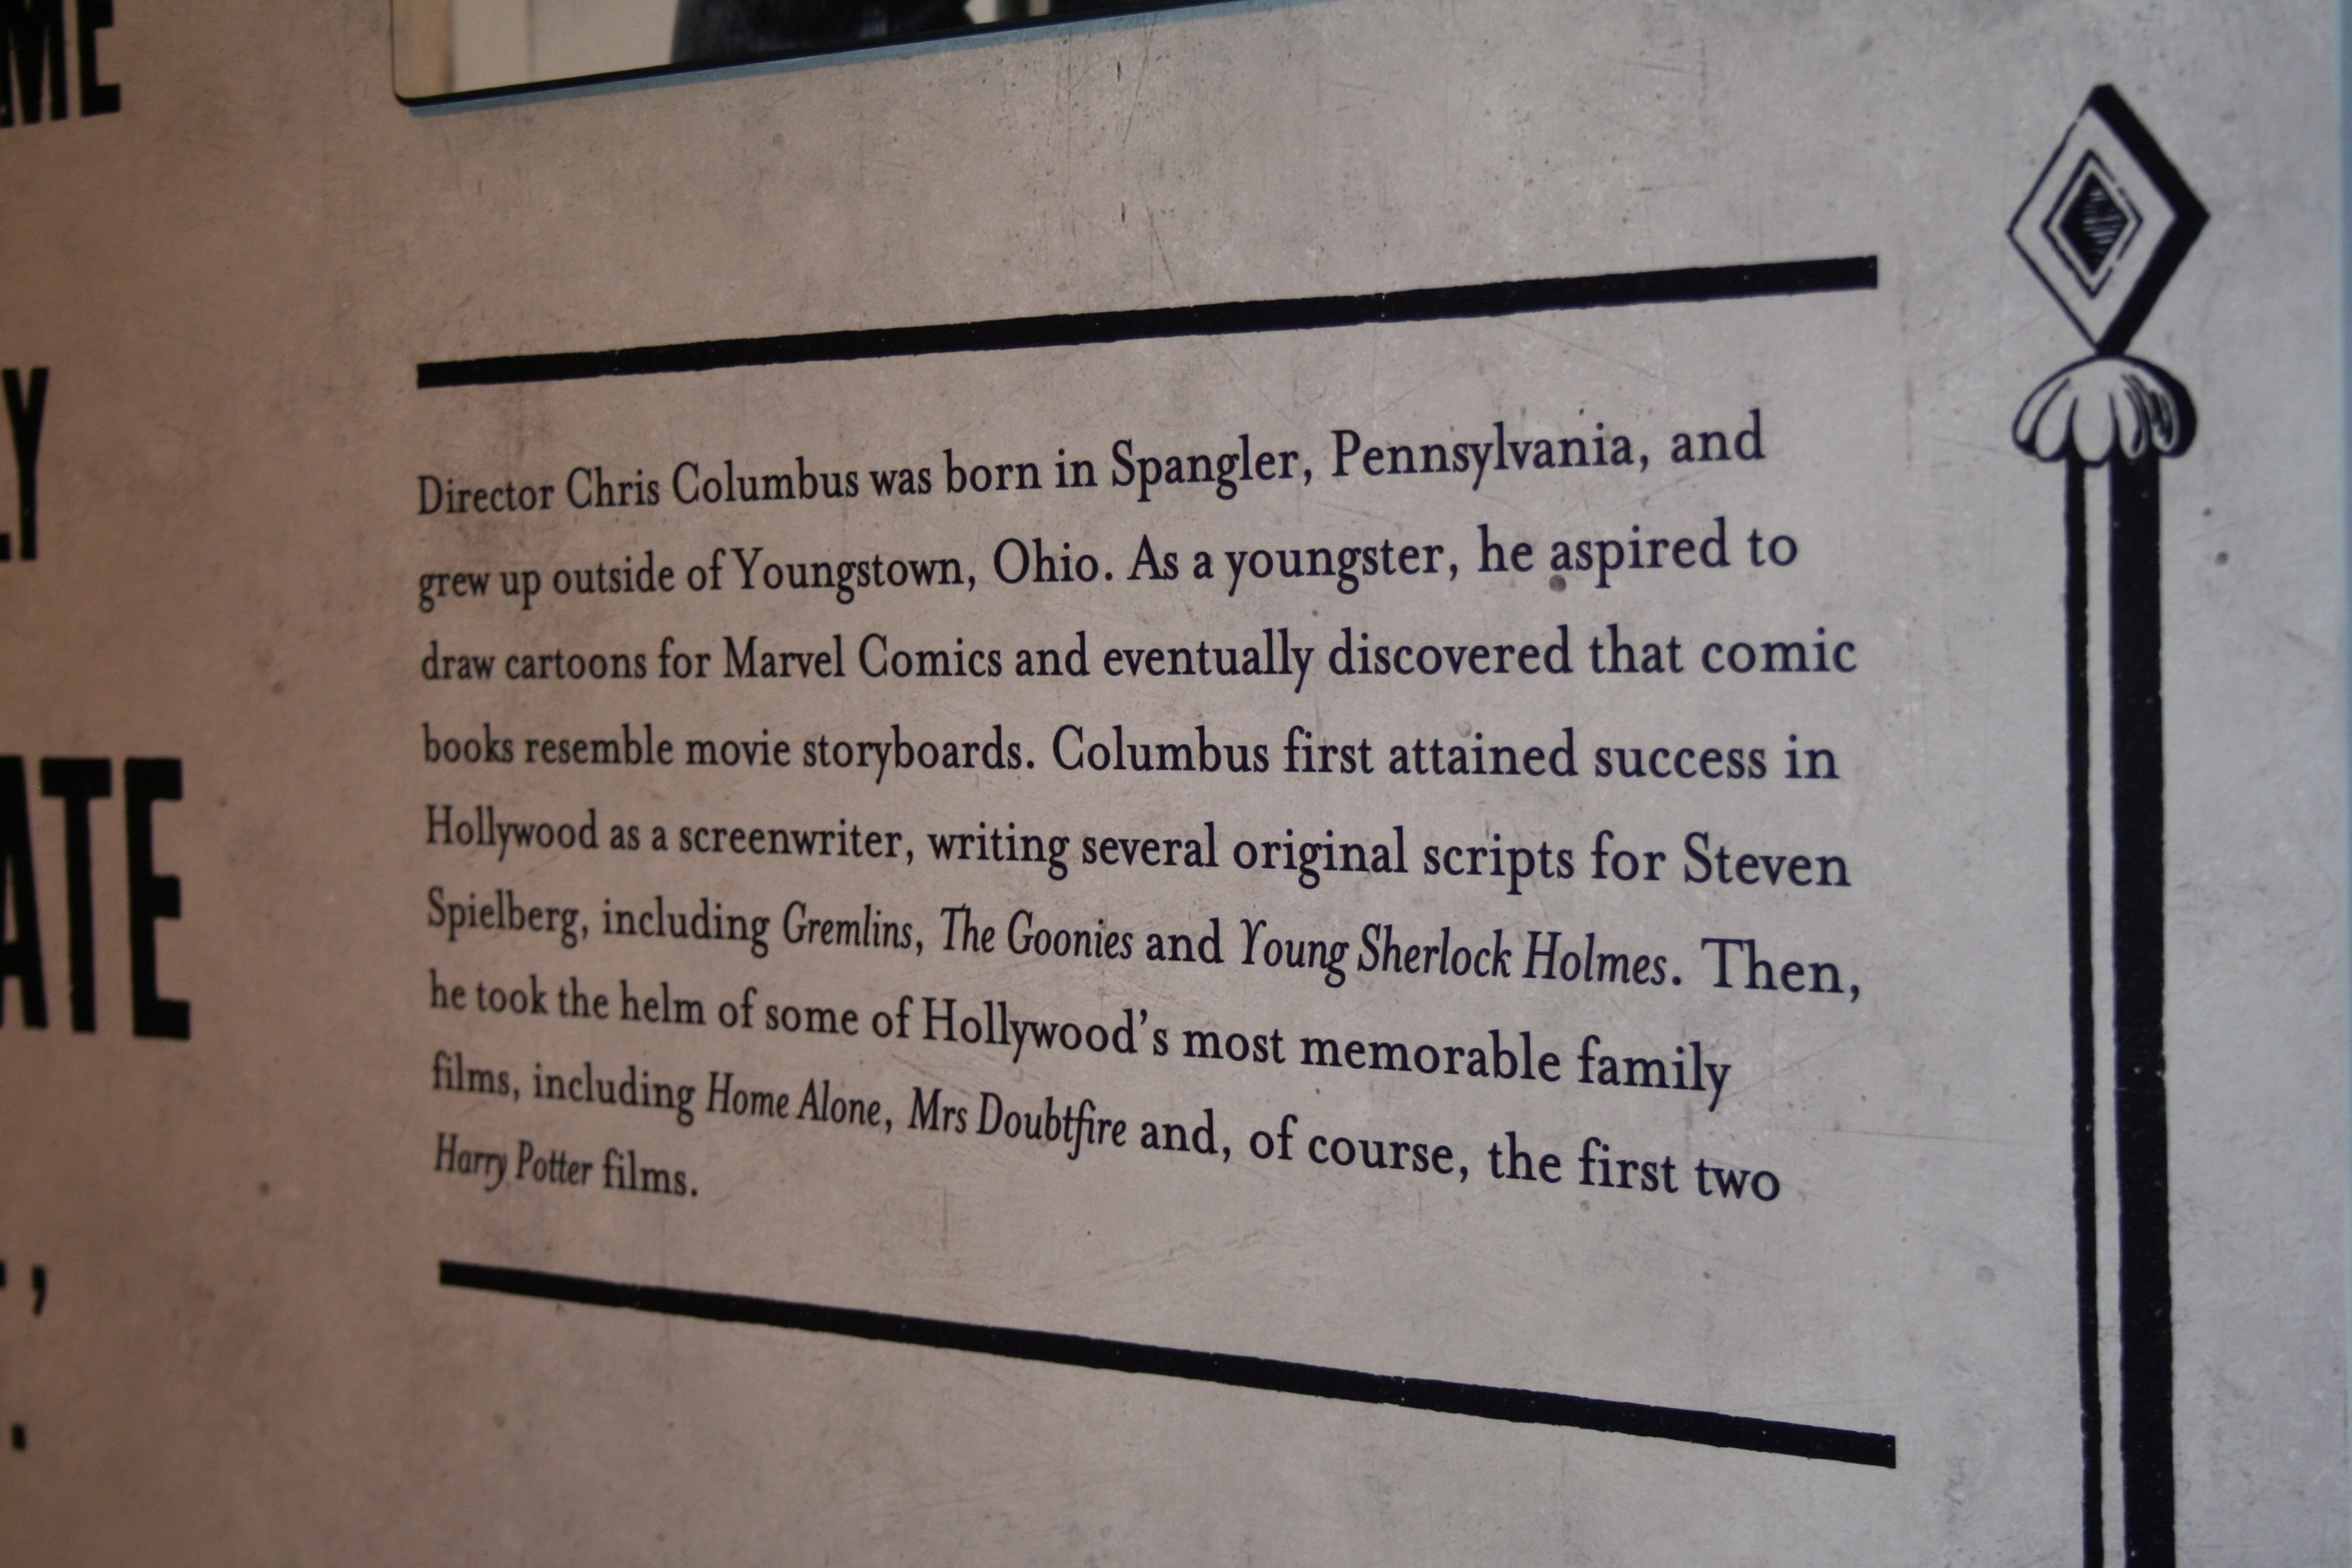 ME
LY
ATE
,
.
Director Chris Columbus was born in Spangler, Pennsylvania, and
grew up outside of Youngstown, Ohio. As a youngster, he aspired to
draw cartoons for Marvel Comics and eventually discovered that comic
books resemble movie storyboards. Columbus first attained success in
Hollywood as a screenwriter, writing several original scripts for Steven
Spielberg, including Gremlins, The Goonies and Young Sherlock Holmes. Then,
he took the helm of some of Hollywood’s most memorable family
films, including Home Alone, Mrs Doubtfire and, of course, the first two
Harry Potter films.